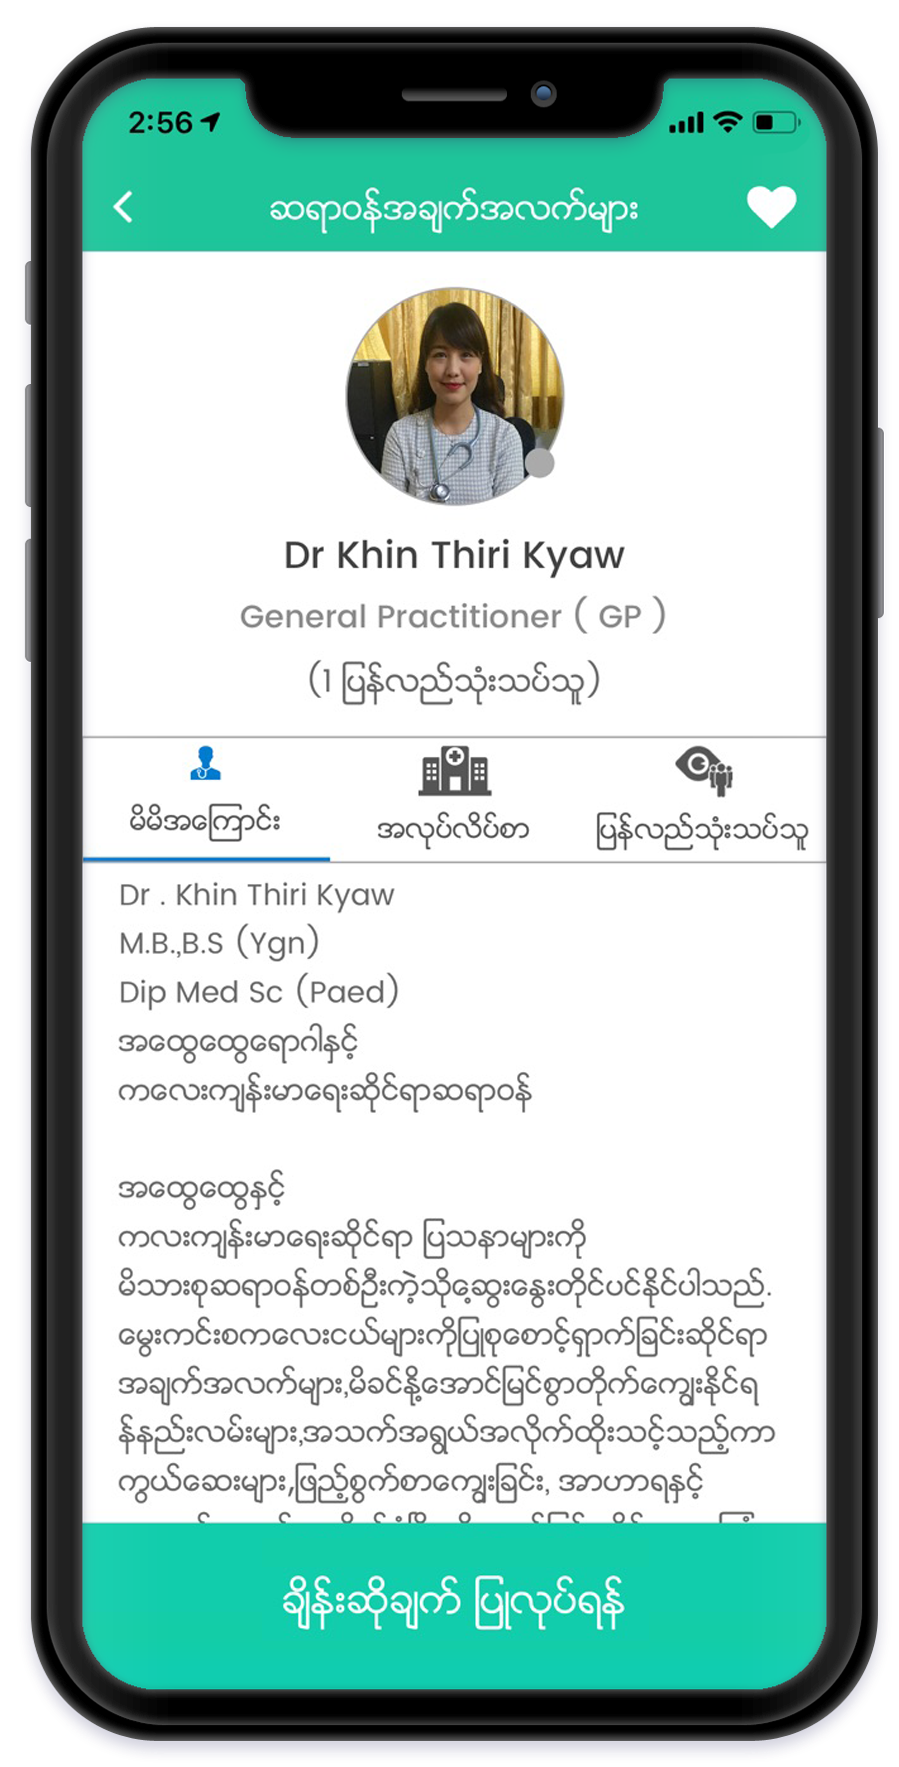 2:56
ဆရာဝန်အချက်အလက်များ
Dr Khin Thiri Kyaw
General Practitioner ( GP )
(1 ပြန်လည်သုံးသပ်သူ)
မိမိအကြောင်း
အလုပ်လိပ်စာ
ပြန်လည်သုံးသပ်သူ
Dr . Khin Thiri Kyaw
M.B.,B.S (Ygn)
Dip Med Sc (Paed)
အထွေထွေရောဂါနှင့်
ကလေးကျန်းမာရေးဆိုင်ရာဆရာဝန်
အထွေထွေနှင့်
ကလးကျန်းမာရေးဆိုင်ရာ ပြသနာများကို
မိသားစုဆရာဝန်တစ်ဦးကဲ့သို့ဆွေးနွေးတိုင်ပင်နိုင်ပါသည်.
မွေးကင်းစကလေးငယ်များကိုပြုစုစောင့်ရှာက်ခြင်းဆိုင်ရာ
အချက်အလက်များ,မိခင်နို့အောင်မြင်စွာတိုက်ကျွေးနိုင်ရ
န်နည်းလမ်းများ,အသက်အရွယ်အလိုက်ထိုးသင့်သည့်ကာ
ကွယ်ဆေးများ,ဖြည့်စွက်စာကျွေးခြင်း, အာဟာရနှင့်
ချိန်းဆိုချက် ပြုလုပ်ရန်